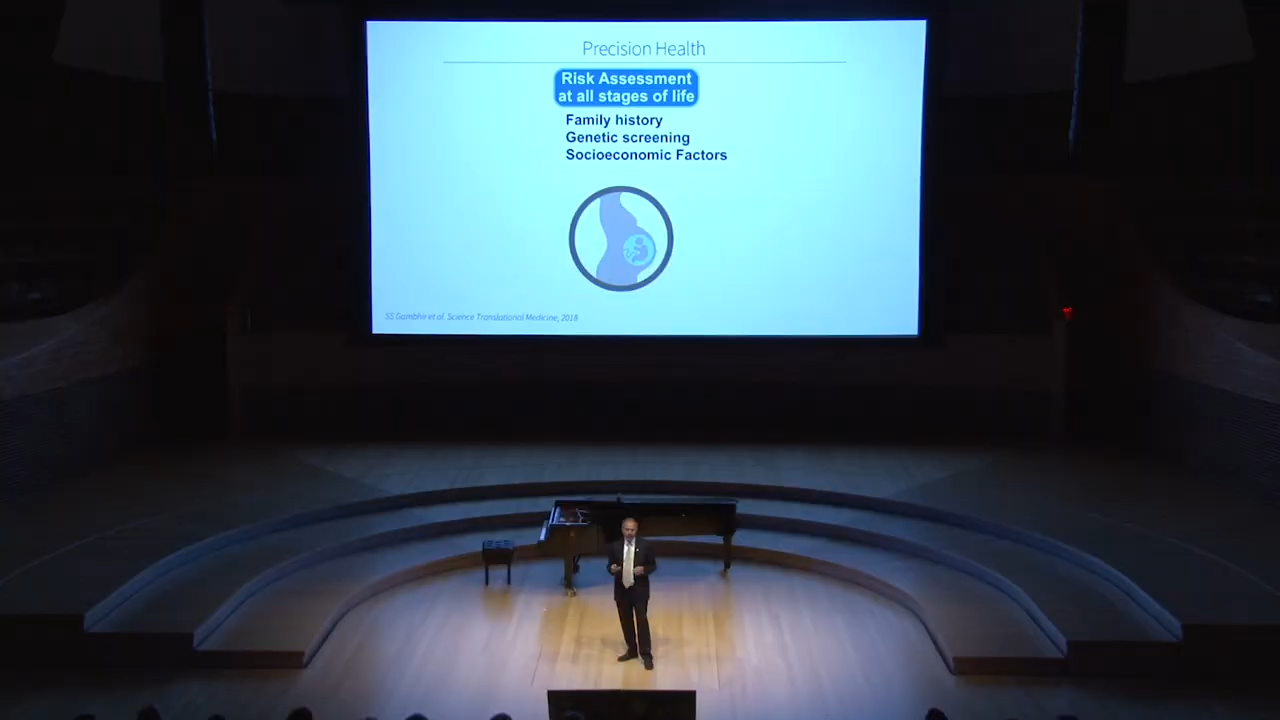 Precision Health
Risk Assessment
at all stages of life
Family history
Genetic screening
Socioeconomic Factors
SS Gambhir et al. Science Translational Medicine, 2018